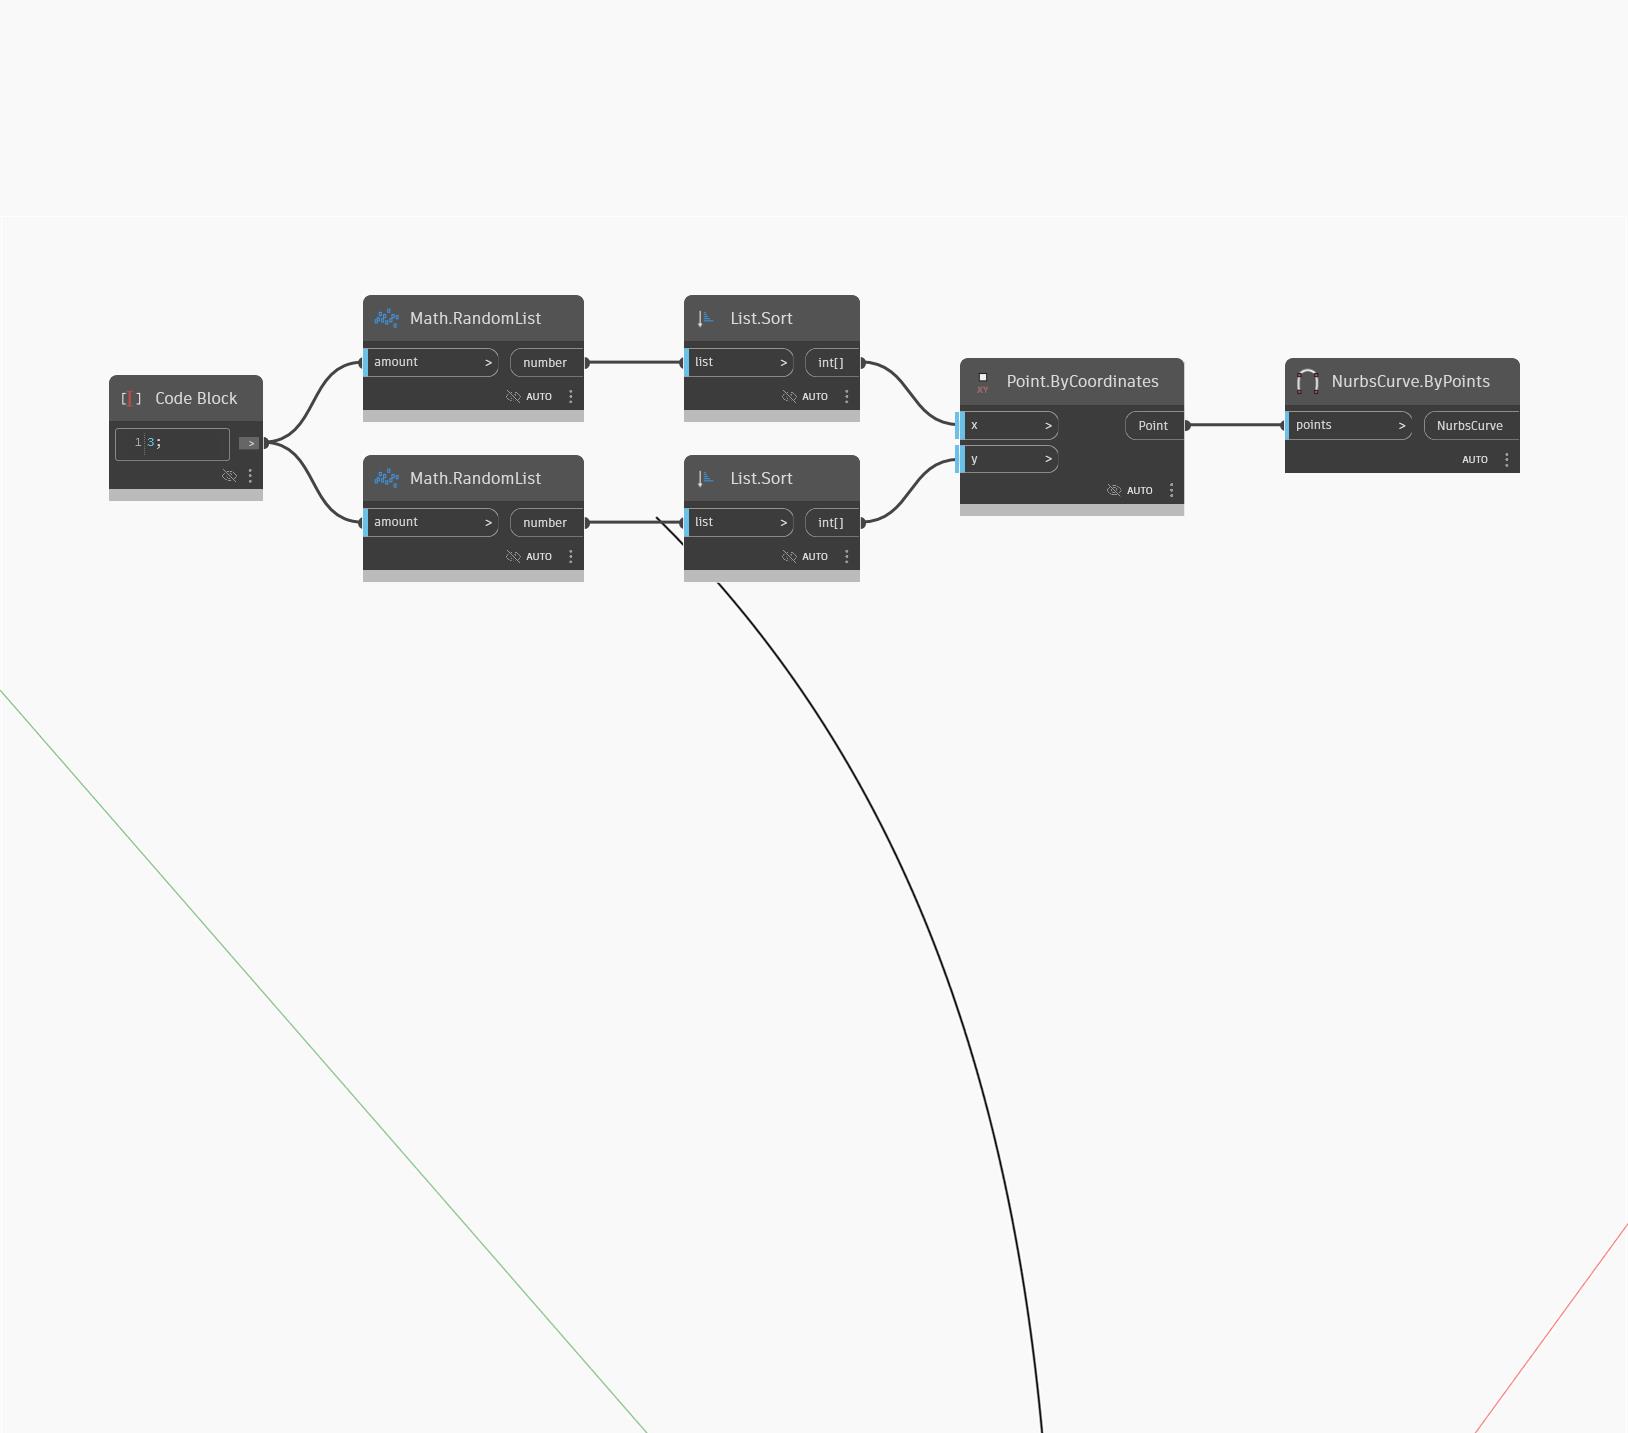 Math.RandomList
amount > number
AUTO
List.Sort
list > int[]
AUTO
Code Block
1 3;
>
Math.RandomList
amount > number
AUTO
List.Sort
list > int[]
AUTO
XY
Point.ByCoordinates
x > Point
y >
AUTO
NurbsCurve.ByPoints
points > NurbsCurve
AUTO